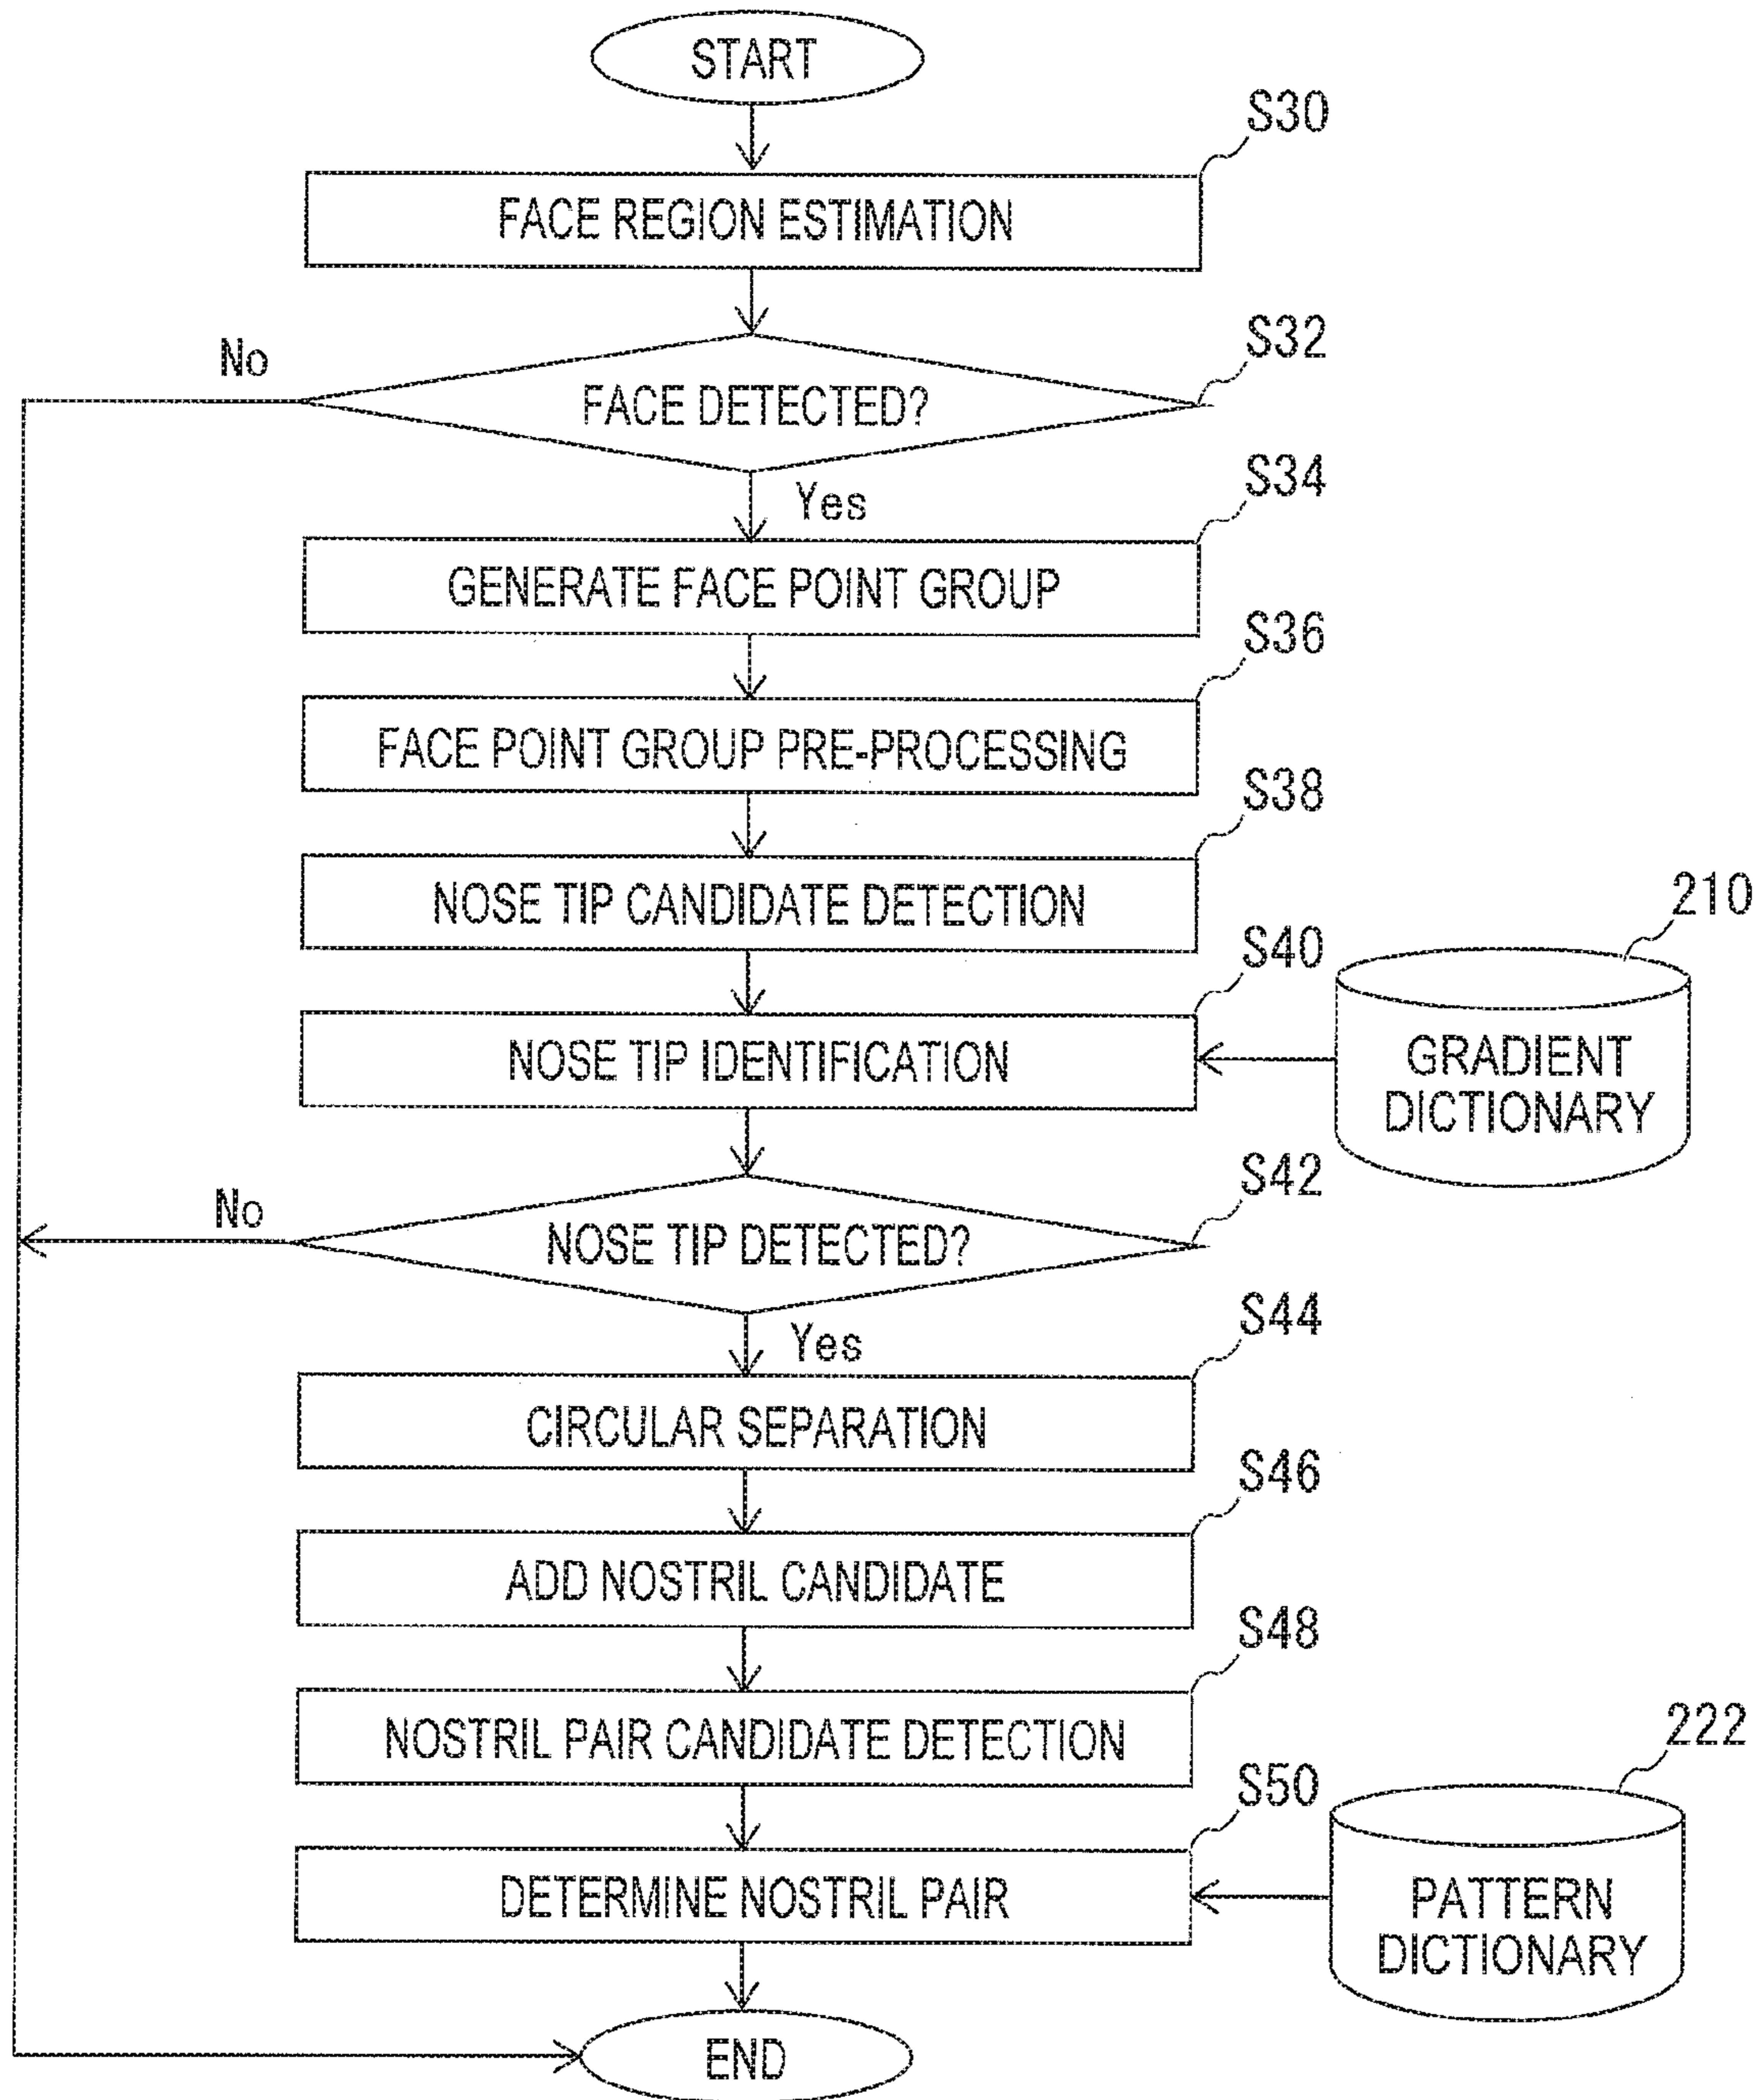 START
S30
FACE REGION ESTIMATION
S32
No
FACE DETECTED?
Yes
S34
GENERATE FACE POINT GROUP
S36
FACE POINT GROUP PRE-PROCESSING
S38
NOSE TIP CANDIDATE DETECTION
210
S40
NOSE TIP IDENTIFICATION
GRADIENT
DICTIONARY
S42
No
NOSE TIP DETECTED?
Yes
S44
CIRCULAR SEPARATION
S46
ADD NOSTRIL CANDIDATE
S48
NOSTRIL PAIR CANDIDATE DETECTION
222
S50
DETERMINE NOSTRIL PAIR
PATTERN
DICTIONARY
END